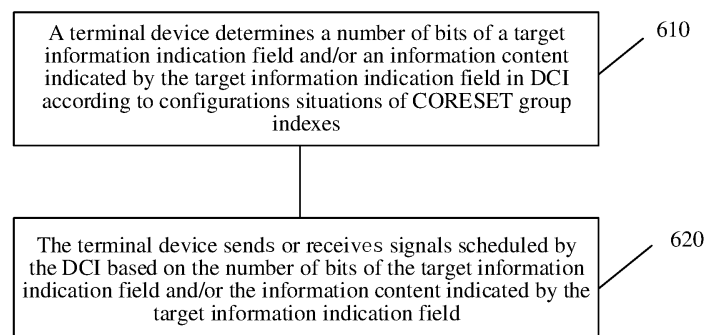 A terminal device determines a number of bits of a target
information indication field and/or an information content
indicated by the target information indication field in DCI
according to configurations situations of CORESET group
indexes
610
The terminal device sends or receives signals scheduled by
the DCI based on the number of bits of the target information
indication field and/or the information content indicated by the
target information indication field
620